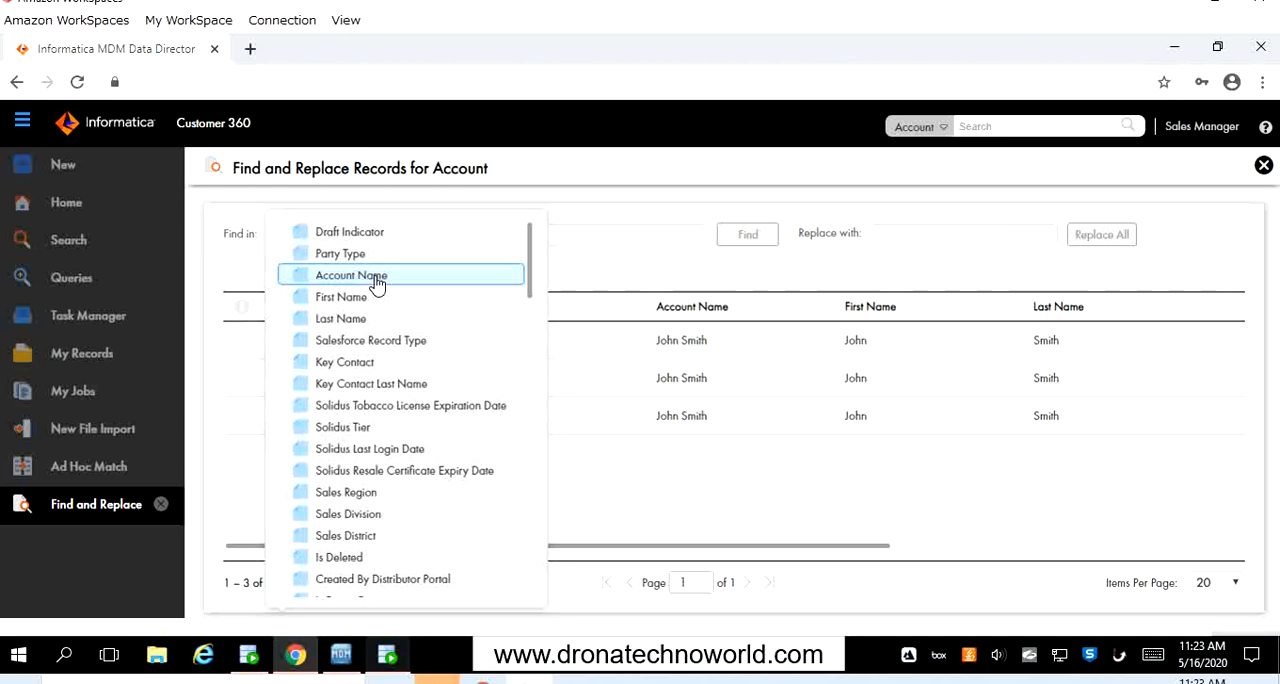 Amazon WorkSpaces
Amazon WorkSpaces My WorkSpace Connection View
Informatica MDM Data Director
Informatica Customer 360
Account Search Sales Manager
New
Home
Search
Queries
Task Manager
My Records
My Jobs
New File Import
Ad Hoc Match
Find and Replace
Find and Replace Records for Account
Find in: Find Replace with: Replace All
Draft Indicator
Party Type
Account Name
First Name
Last Name
Salesforce Record Type
Key Contact
Key Contact Last Name
Solidus Tobacco License Expiration Date
Solidus Tier
Solidus Last Login Date
Solidus Resale Certificate Expiry Date
Sales Region
Sales Division
Sales District
Is Deleted
Created By Distributor Portal
Account Name First Name Last Name
John Smith John Smith
John Smith John Smith
John Smith John Smith
1 – 3 of Page 1 of 1 Items Per Page: 20
MDM
www.dronatechnoworld.com
box
11:23 AM
5/16/2020
11:23 AM